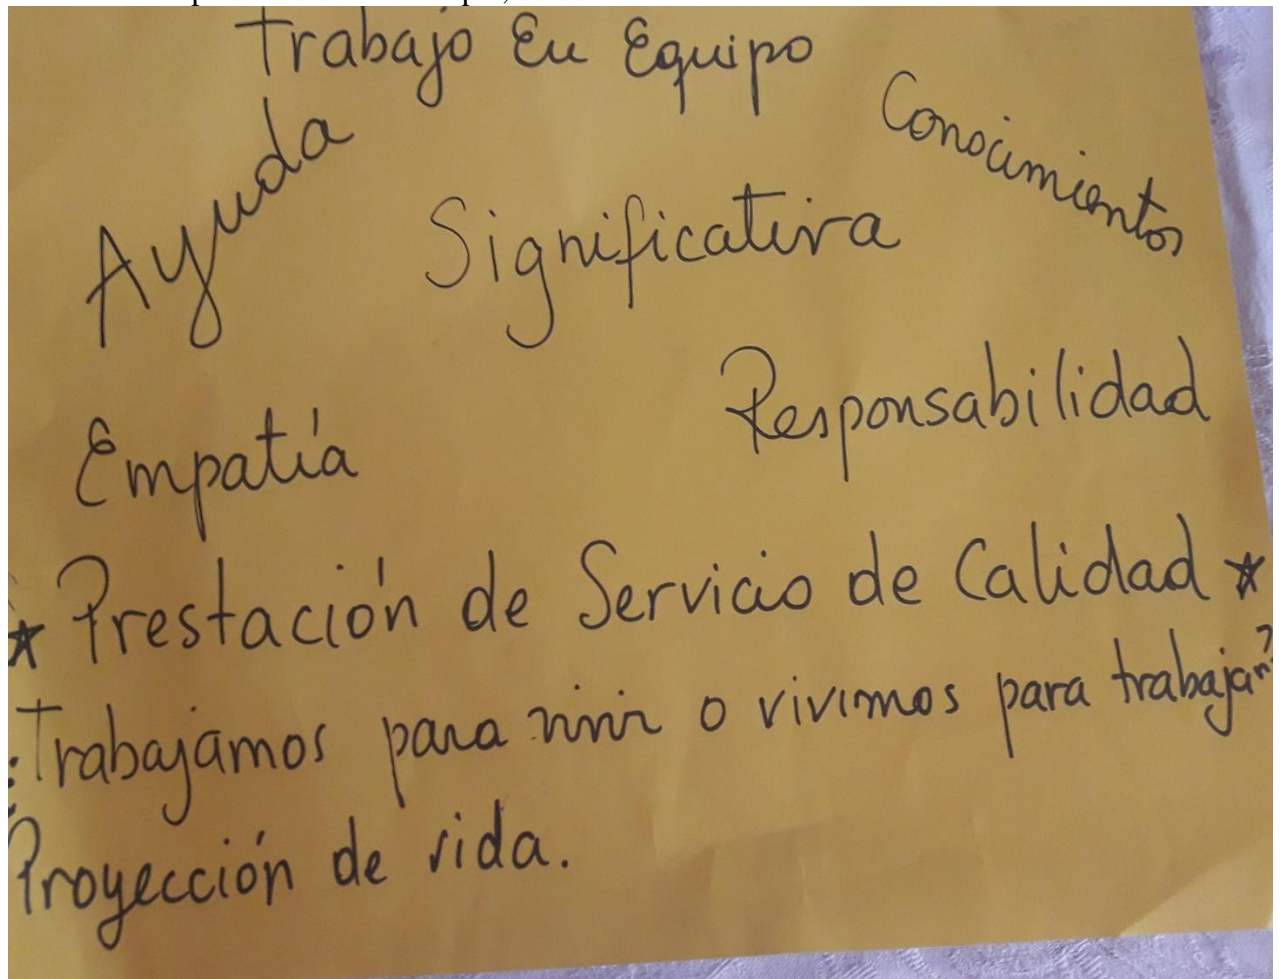 Trabajo En Equipo
Ayuda
Conocimientos
Significativa
Responsabilidad
Empatía
* Prestación de Servicio de Calidad *
¿Trabajamos para vivir o vivimos para trabajar?
Proyección de vida.